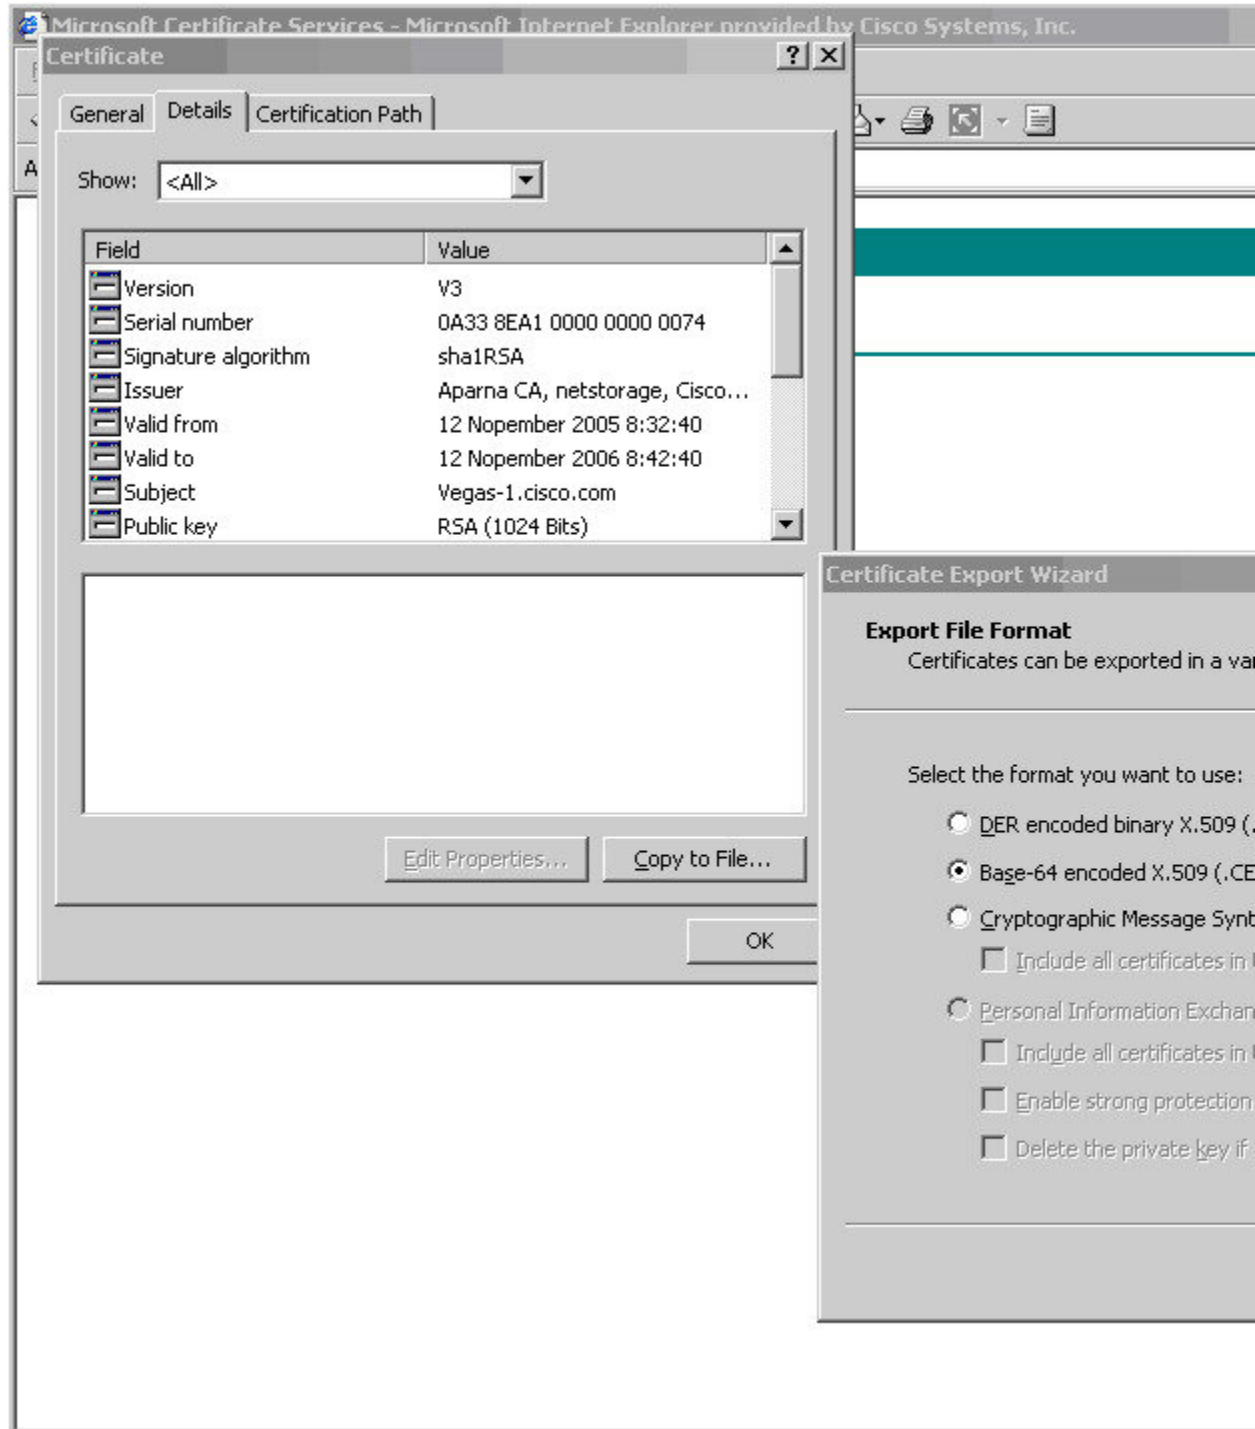 Microsoft Certificate Services - Microsoft Internet Explorer provided by Cisco Systems, Inc.
Certificate
General Details Certification Path
Show: <All>
Field Value
Version V3
Serial number 0A33 8EA1 0000 0000 0074
Signature algorithm sha1RSA
Issuer Aparna CA, netstorage, Cisco...
Valid from 12 Nopember 2005 8:32:40
Valid to 12 Nopember 2006 8:42:40
Subject Vegas-1.cisco.com
Public key RSA (1024 Bits)
Edit Properties... Copy to File...
OK
Certificate Export Wizard
Export File Format
Certificates can be exported in a
Select the format you want to use:
DER encoded binary X.509 (.
Base-64 encoded X.509 (.CE
Cryptographic Message
Include all certificates in
Personal Information
Include all certificates in
Enable strong protection
Delete the private key if